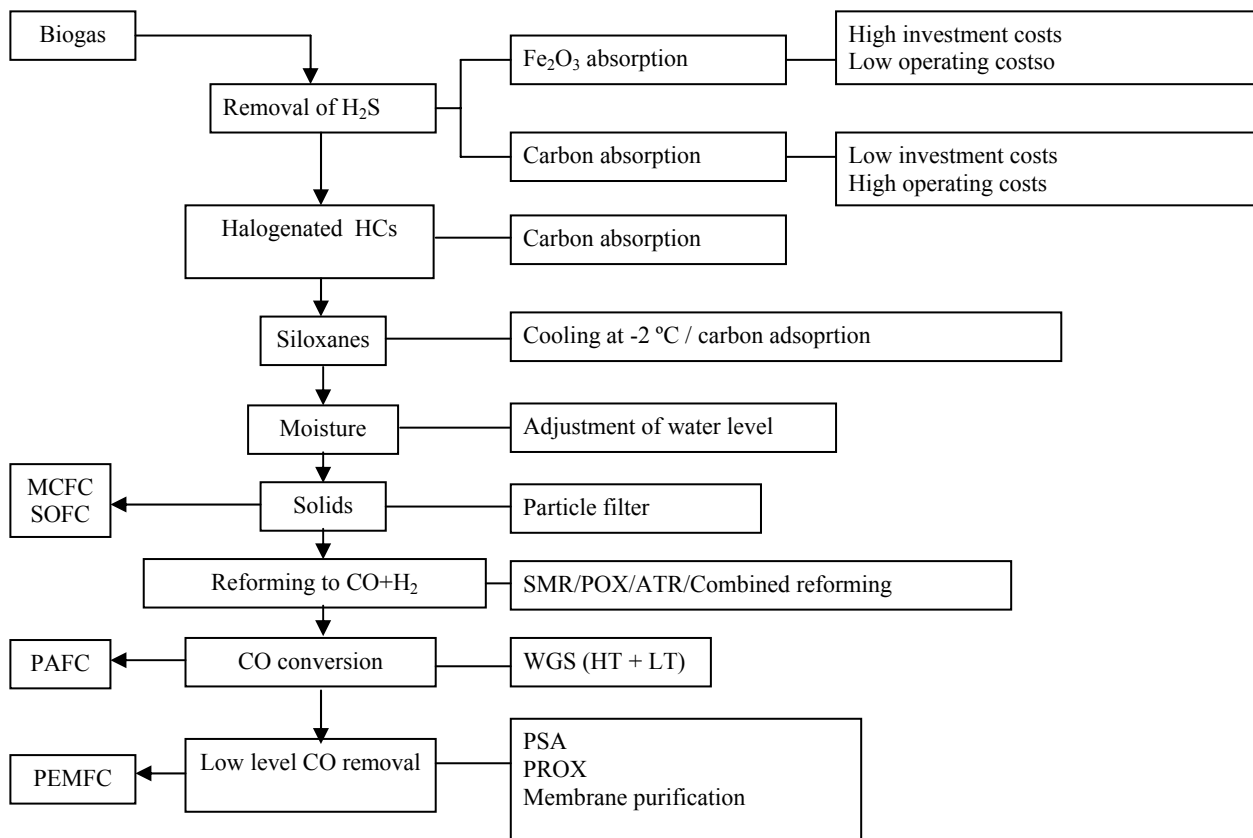 Biogas
Fe₂O₃ absorption
High investment costs
Low operating costso
Removal of H₂S
Carbon absorption
Low investment costs
High operating costs
Halogenated HCs
Carbon absorption
Siloxanes
Cooling at -2 ºC / carbon adsoprtion
Moisture
Adjustment of water level
MCFC
SOFC
Solids
Particle filter
Reforming to CO+H₂
SMR/POX/ATR/Combined reforming
PAFC
CO conversion
WGS (HT + LT)
PEMFC
Low level CO removal
PSA
PROX
Membrane purification